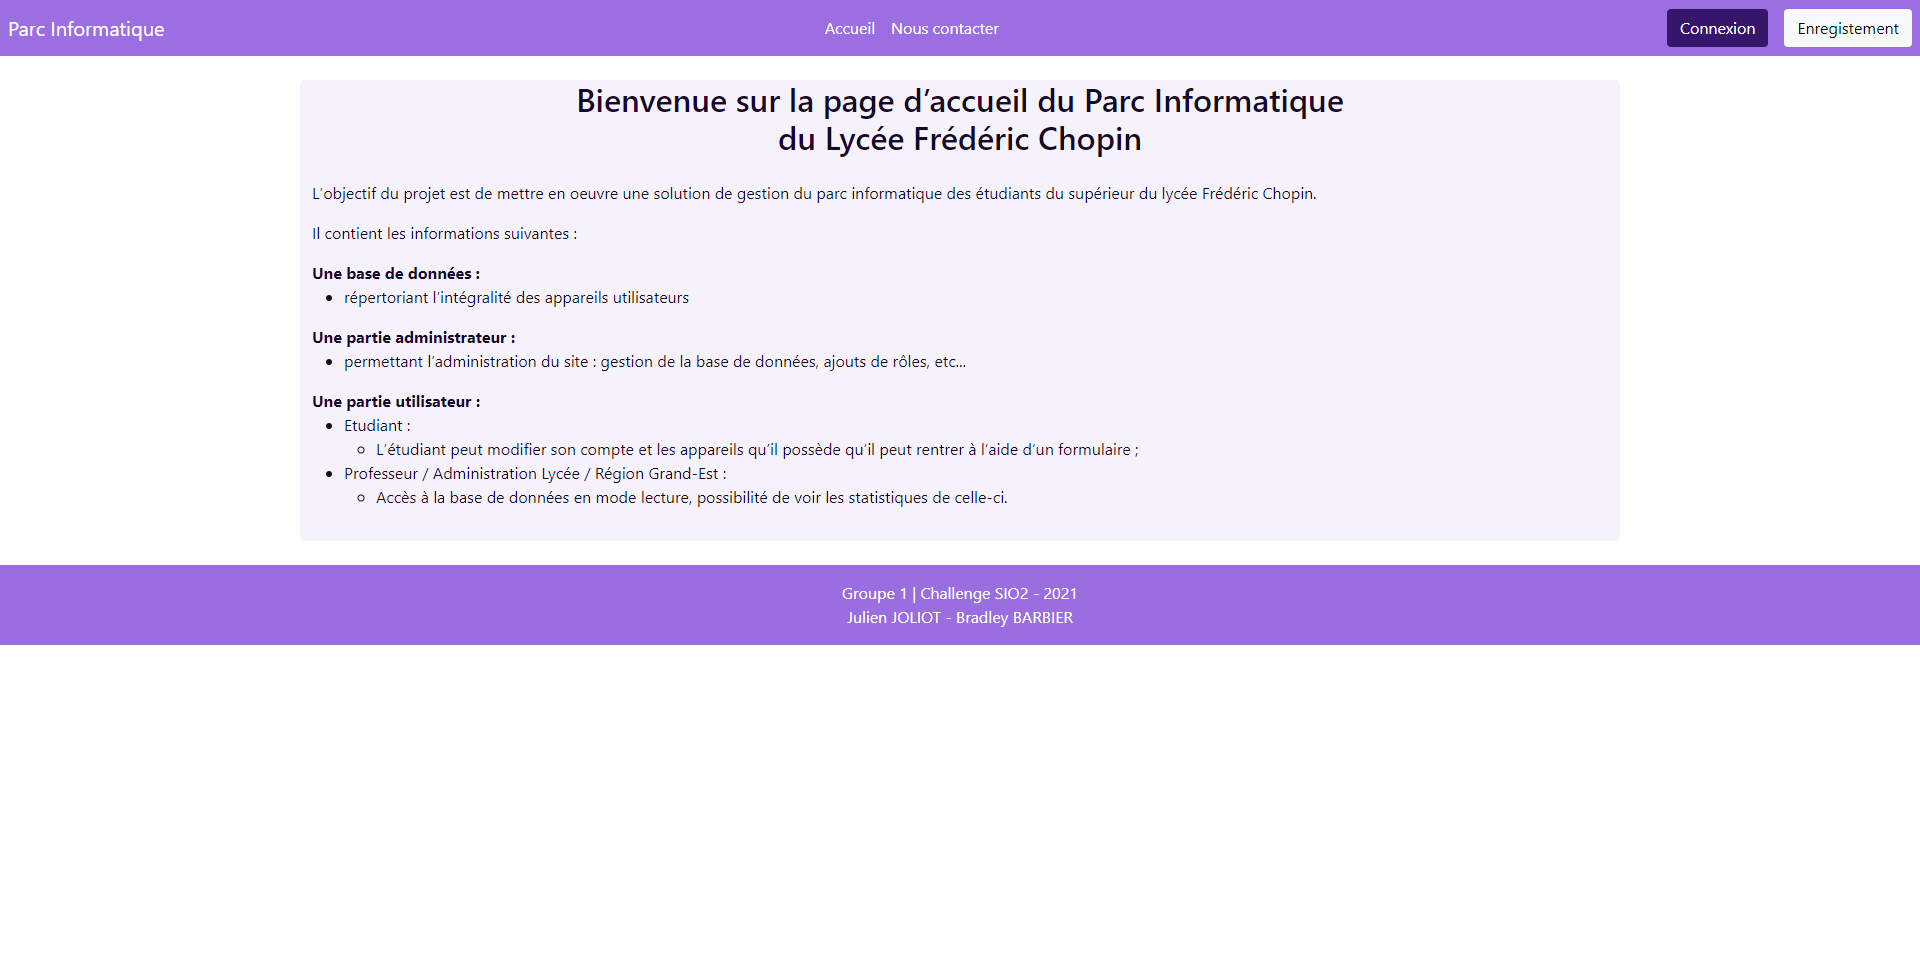 Parc Informatique
Accueil
Nous contacter
Connexion
Enregistement
Bienvenue sur la page d’accueil du Parc Informatique
du Lycée Frédéric Chopin
L’objectif du projet est de mettre en oeuvre une solution de gestion du parc informatique des étudiants du supérieur du lycée Frédéric Chopin.
Il contient les informations suivantes :
Une base de données :
répertoriant l’intégralité des appareils utilisateurs
Une partie administrateur :
permettant l’administration du site : gestion de la base de données, ajouts de rôles, etc...
Une partie utilisateur :
Etudiant :
L’étudiant peut modifier son compte et les appareils qu’il possède qu’il peut rentrer à l’aide d’un formulaire ;
Professeur / Administration Lycée / Région Grand-Est :
Accès à la base de données en mode lecture, possibilité de voir les statistiques de celle-ci.
Groupe 1 | Challenge SIO2 - 2021
Julien JOLIOT - Bradley BARBIER